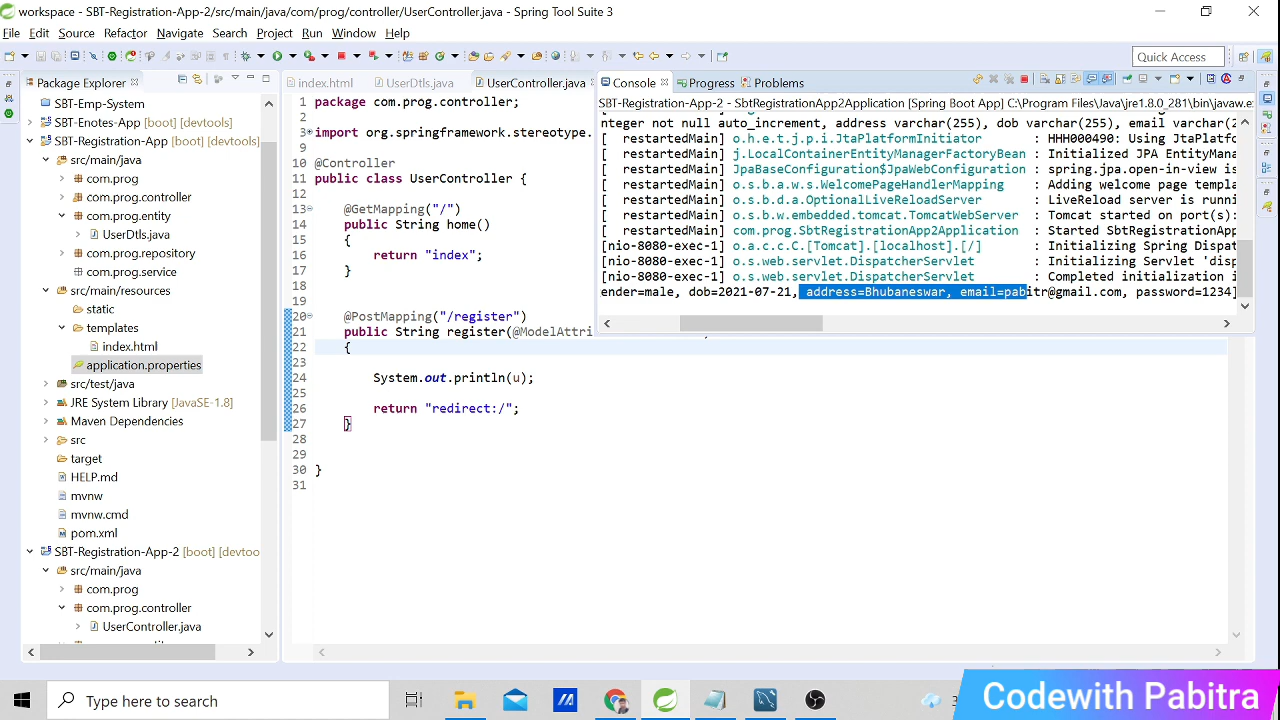 workspace - SBT-Registration-App-2/src/main/java/com/prog/controller/UserController.java - Spring Tool Suite 3
File Edit Source Refactor Navigate Search Project Run Window Help
Quick Access
Package Explorer
SBT-Emp-System
SBT-Enotes-App [boot] [devtools]
SBT-Registration-App [boot] [devtools]
src/main/java
com.prog
com.prog.controller
com.prog.entity
UserDtls.java
com.prog.repository
com.prog.service
src/main/resources
static
templates
index.html
application.properties
src/test/java
JRE System Library [JavaSE-1.8]
Maven Dependencies
src
target
HELP.md
mvnw
mvnw.cmd
pom.xml
SBT-Registration-App-2 [boot] [devtoo
src/main/java
com.prog
com.prog.controller
UserController.java
index.html UserDtls.java UserController.java
1 package com.prog.controller;
2
3 import org.springframework.stereotype.
10 @Controller
11 public class UserController {
12
13 @GetMapping("/")
14 public String home()
15 {
16 return "index";
17 }
18
19
20 @PostMapping("/register")
21 public String register(@ModelAttri
22 {
23
24 System.out.println(u);
25
26 return "redirect:/";
27 }
28
29
30 }
31
Console Progress Problems
SBT-Registration-App-2 - SbtRegistrationApp2Application [Spring Boot App] C:\Program Files\Java\jre1.8.0_281\bin\javaw.e
nteger not null auto_increment, address varchar(255), dob varchar(255), email varchar(2
[ restartedMain] o.h.e.t.j.p.i.JtaPlatformInitiator : HHH000490: Using JtaPlatf
[ restartedMain] j.LocalContainerEntityManagerFactoryBean : Initialized JPA EntityMana
[ restartedMain] JpaBaseConfiguration$JpaWebConfiguration : spring.jpa.open-in-view is
[ restartedMain] o.s.b.a.w.s.WelcomePageHandlerMapping : Adding welcome page templa
[ restartedMain] o.s.b.d.a.OptionalLiveReloadServer : LiveReload server is runni
[ restartedMain] o.s.b.w.embedded.tomcat.TomcatWebServer : Tomcat started on port(s):
[ restartedMain] com.prog.SbtRegistrationApp2Application : Started SbtRegistrationApp
[nio-8080-exec-1] o.a.c.c.C.[Tomcat].[localhost].[/] : Initializing Spring Dispat
[nio-8080-exec-1] o.s.web.servlet.DispatcherServlet : Initializing Servlet 'disp
[nio-8080-exec-1] o.s.web.servlet.DispatcherServlet : Completed initialization i
ender=male, dob=2021-07-21, address=Bhubaneswar, email=pabitr@gmail.com, password=1234]
Type here to search
Codewith Pabitra